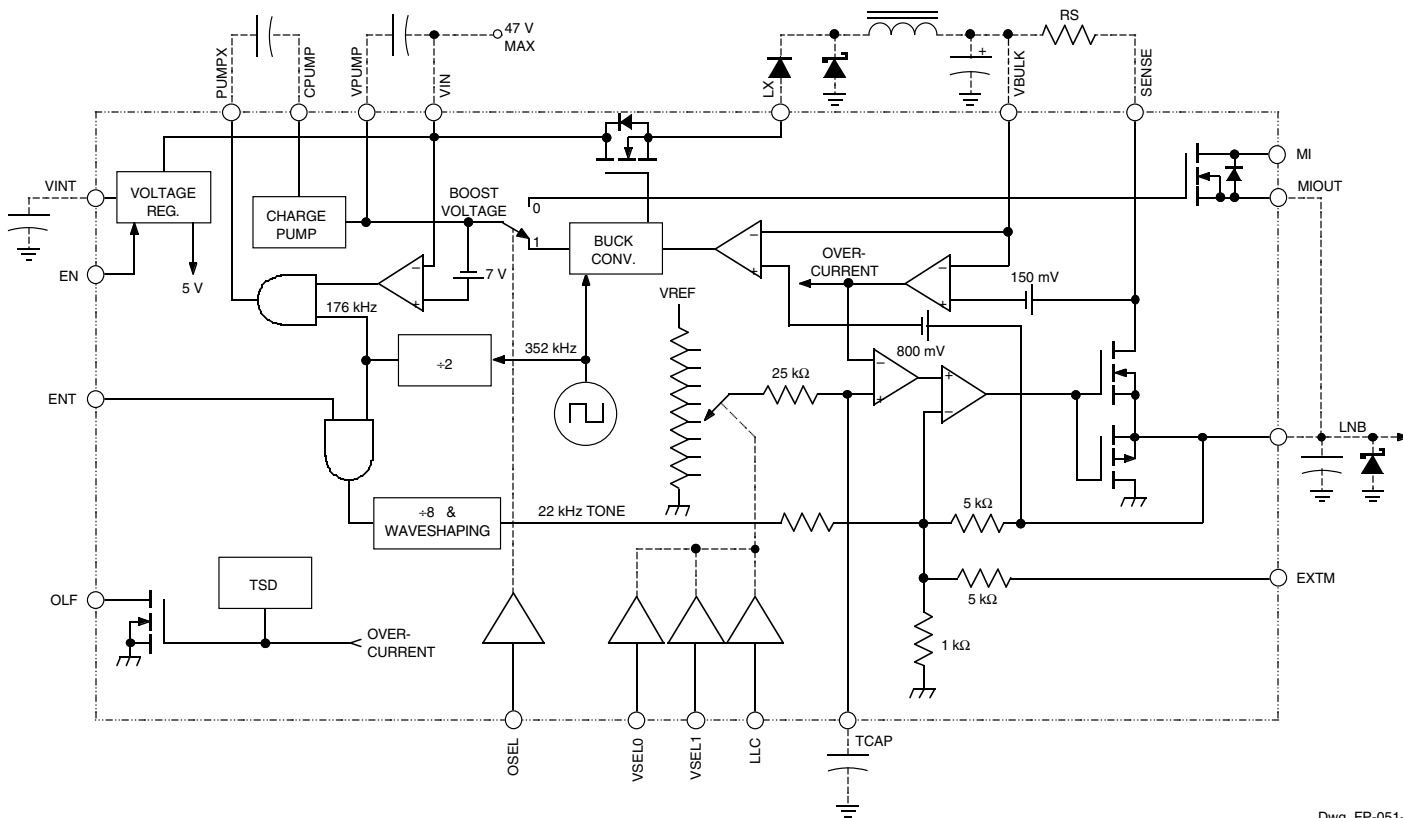 47 V
MAX
RS
PUMPX
CPUMP
VPUMP
VIN
LX
+
VBULK
SENSE
MI
MIOUT
VINT
VOLTAGE
REG.
CHARGE
PUMP
BOOST
VOLTAGE
0
1
BUCK
CONV.
−
+
OVER-
CURRENT
−
+
150 mV
EN
5 V
−
+
7 V
176 kHz
VREF
÷2
352 kHz
800 mV
25 kΩ
−
+
+
−
ENT
LNB
÷8 &
WAVESHAPING
22 kHz TONE
5 kΩ
5 kΩ
EXTM
TSD
OLF
OVER-
CURRENT
1 kΩ
OSEL
VSEL0
VSEL1
LLC
TCAP